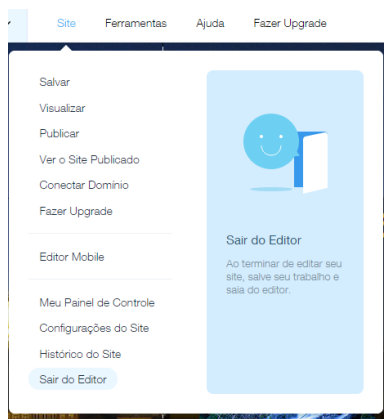 Site Ferramentas Ajuda Fazer Upgrade
Salvar
Visualizar
Publicar
Ver o Site Publicado
Conectar Domínio
Fazer Upgrade
Editor Mobile
Meu Painel de Controle
Configurações do Site
Histórico do Site
Sair do Editor
Sair do Editor
Ao terminar de editar seu
site, salve seu trabalho e
saia do editor.